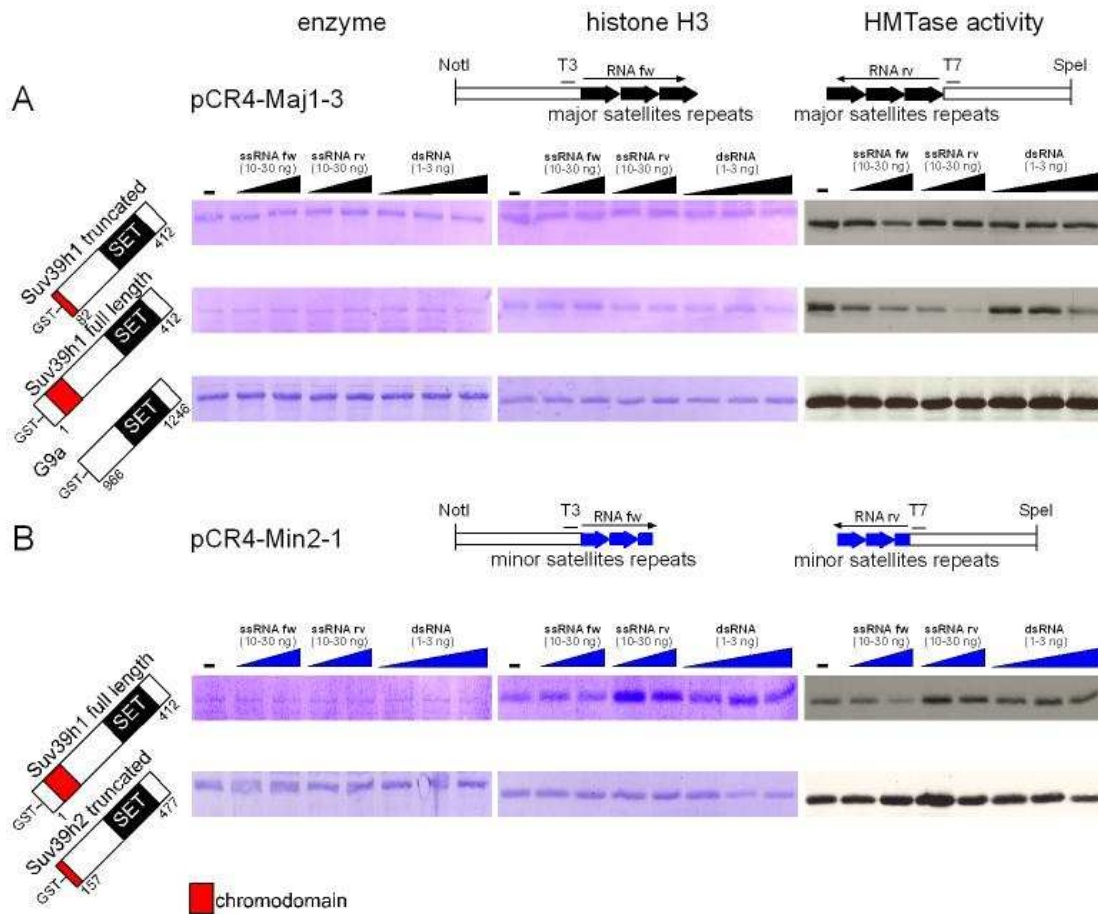 enzyme histone H3 HMTase activity
A pCR4-Maj1-3
NotI T3 RNA fw
major satellites repeats
RNA rv T7 SpeI
major satellites repeats
ssRNA fw ssRNA rv dsRNA ssRNA fw ssRNA rv dsRNA ssRNA fw ssRNA rv dsRNA
(10-30 ng) (10-30 ng) (1-3 ng) (10-30 ng) (10-30 ng) (1-3 ng) (10-30 ng) (10-30 ng) (1-3 ng)
Suv39h1 truncated
GST 82 SET 412
Suv39h1 full length
GST 1 SET 412
G9a
GST 966 SET 1246
B pCR4-Min2-1
NotI T3 RNA fw
minor satellites repeats
RNA rv T7 SpeI
minor satellites repeats
ssRNA fw ssRNA rv dsRNA ssRNA fw ssRNA rv dsRNA ssRNA fw ssRNA rv dsRNA
(10-30 ng) (10-30 ng) (1-3 ng) (10-30 ng) (10-30 ng) (1-3 ng) (10-30 ng) (10-30 ng) (1-3 ng)
Suv39h1 full length
GST 1 SET 412
Suv39h2 truncated
GST 157 SET 477
chromodomain